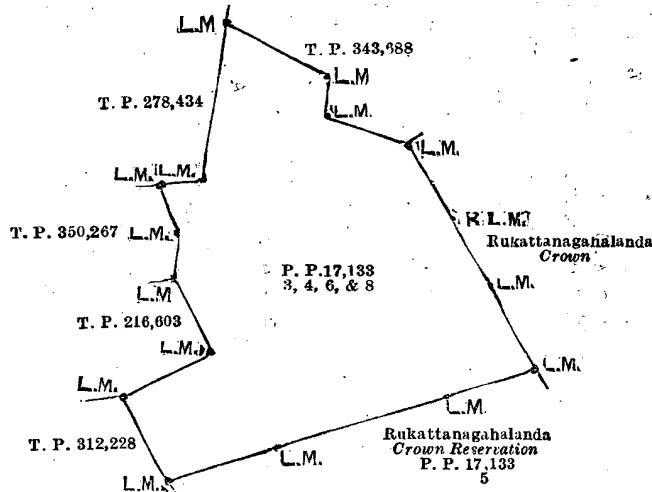 L.M
T. P. 343,688
L.M
T. P. 278,434
L.M.
L.M.
L.M. L.M.
R L.M.
T. P. 350,267
L.M.
Rukattanagahalanda
Crown
P. P. 17,133
3, 4, 6, & 8
L.M
L.M.
T. P. 216,603
L.M.
L.M.
L.M.
L.M.
T. P. 312,228
Rukattanagahalanda
Crown Reservation
P. P. 17,133
5
L.M.
L.M.